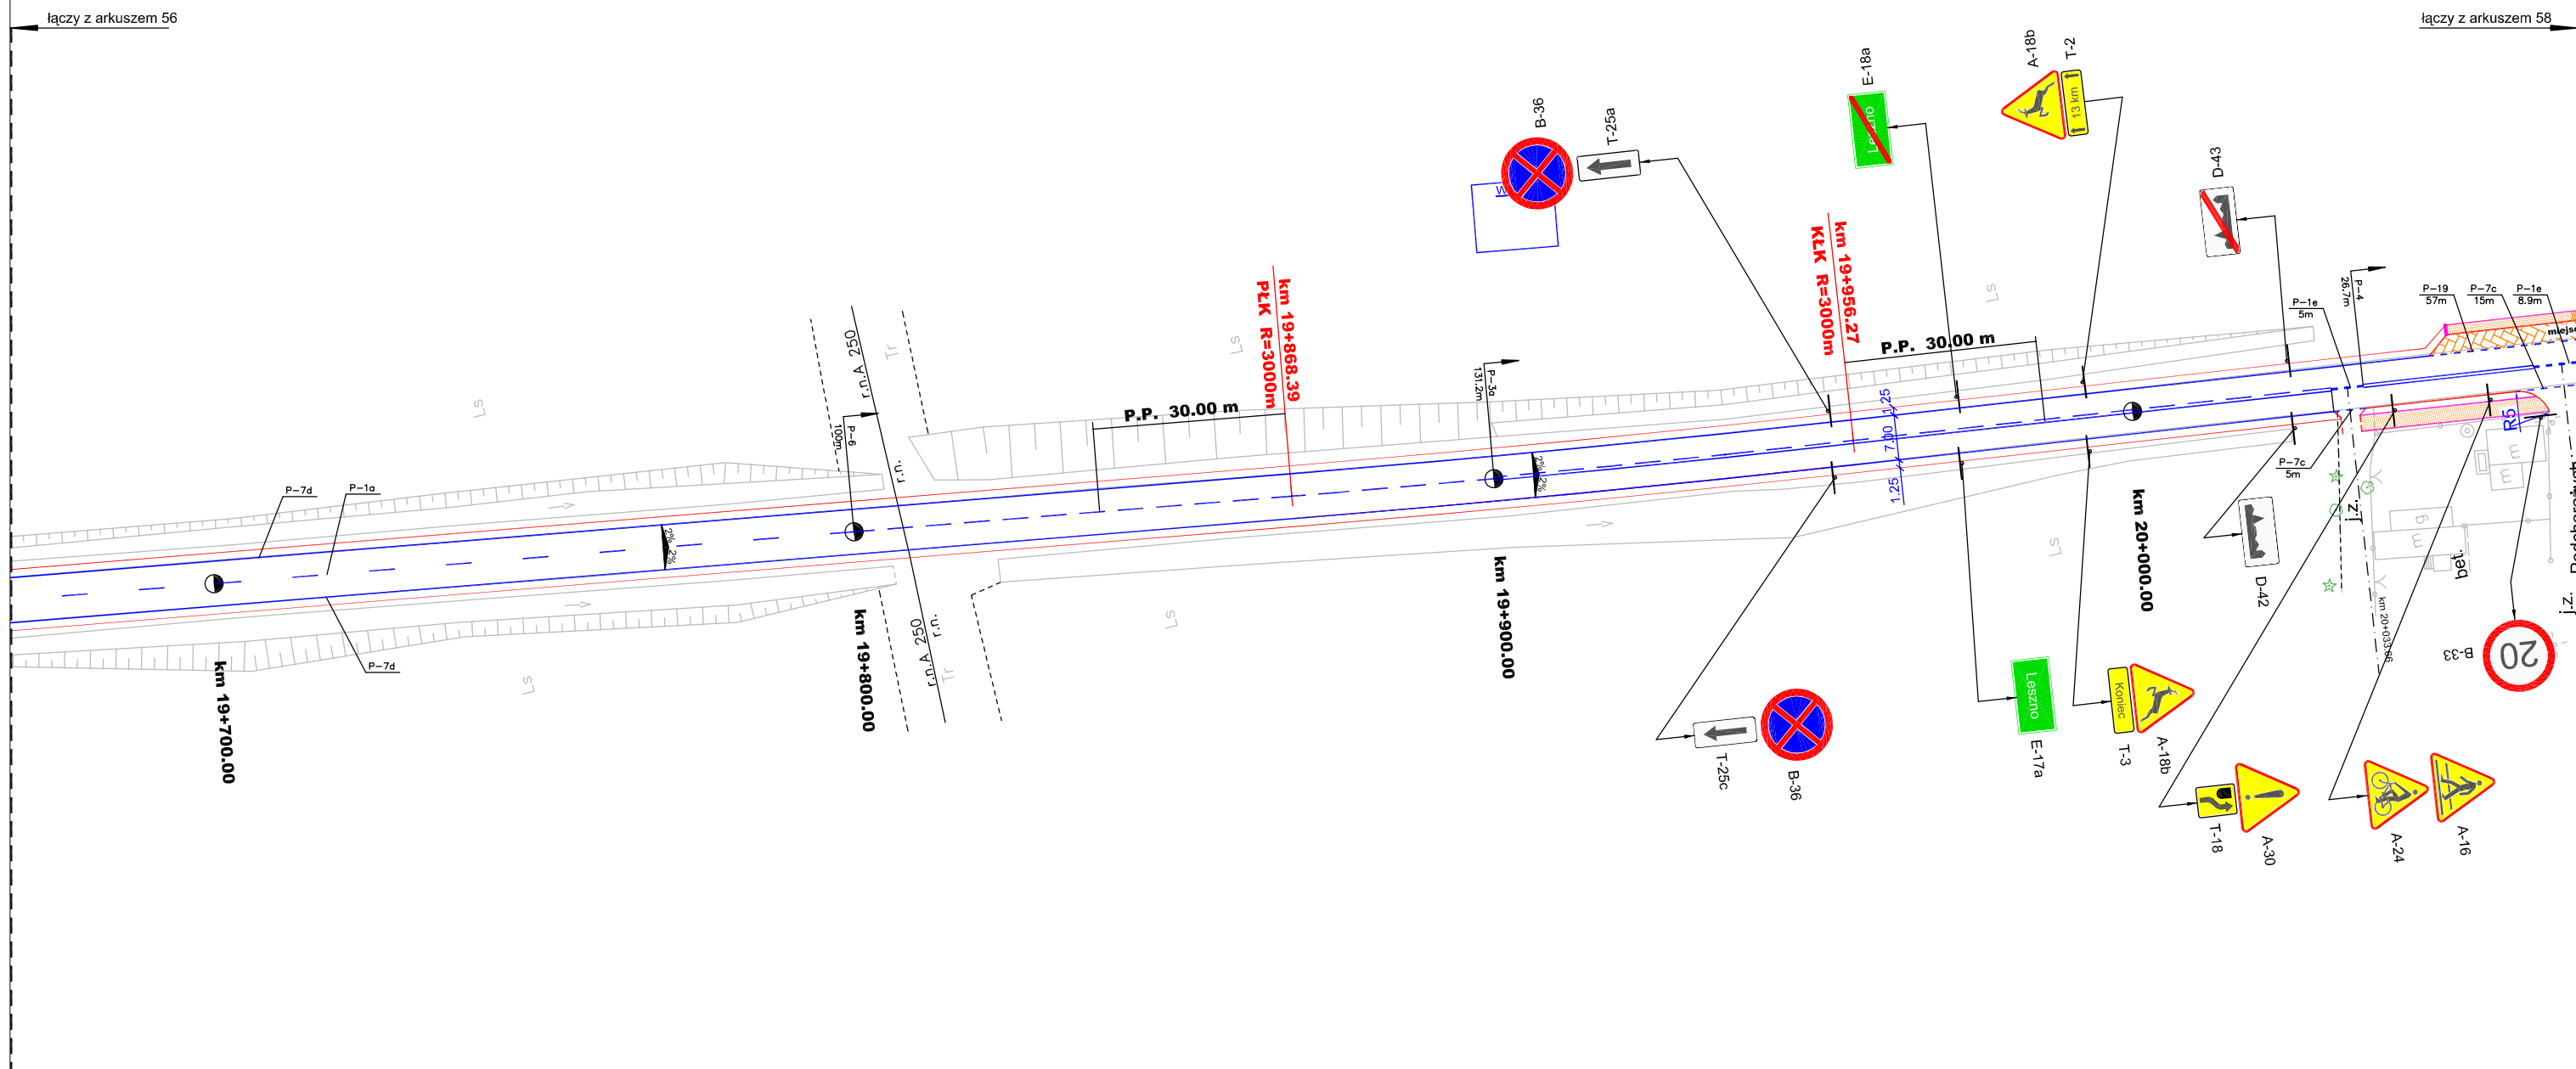 łączy z arkuszem 56
łączy z arkuszem 58
A-18b
T-2
E-18a
13 km
B-36
T-25a
D-43
km 19+956.27
KŁK R=3000m
km 19+868.39
PŁK R=3000m
P-4
26.7m
P-19
57m
P-7c
15m
P-1e
8.9m
P-1e
5m
miejsc
r.n.A 250
Tr
Ls
Ls
Ls
P.P. 30.00 m
P.P. 30.00 m
P-3a
131.2m
1.25
7.00
1.25
P-6
100m
r.n.
R5
P-7d
P-1a
2%
2%
2%
2%
P-7c
5m
m
m
g
m
j.z.
bet.
j.z.
km 19+700.00
km 19+800.00
km 19+900.00
km 20+000.00
km 20+033.66
D-42
20
B-33
Ls
Ls
Ls
r.n.A 250
r.n.
Tr
P-7d
Leszno
E-17a
Koniec
T-3
A-18b
T-25c
B-36
T-18
A-30
A-24
A-16